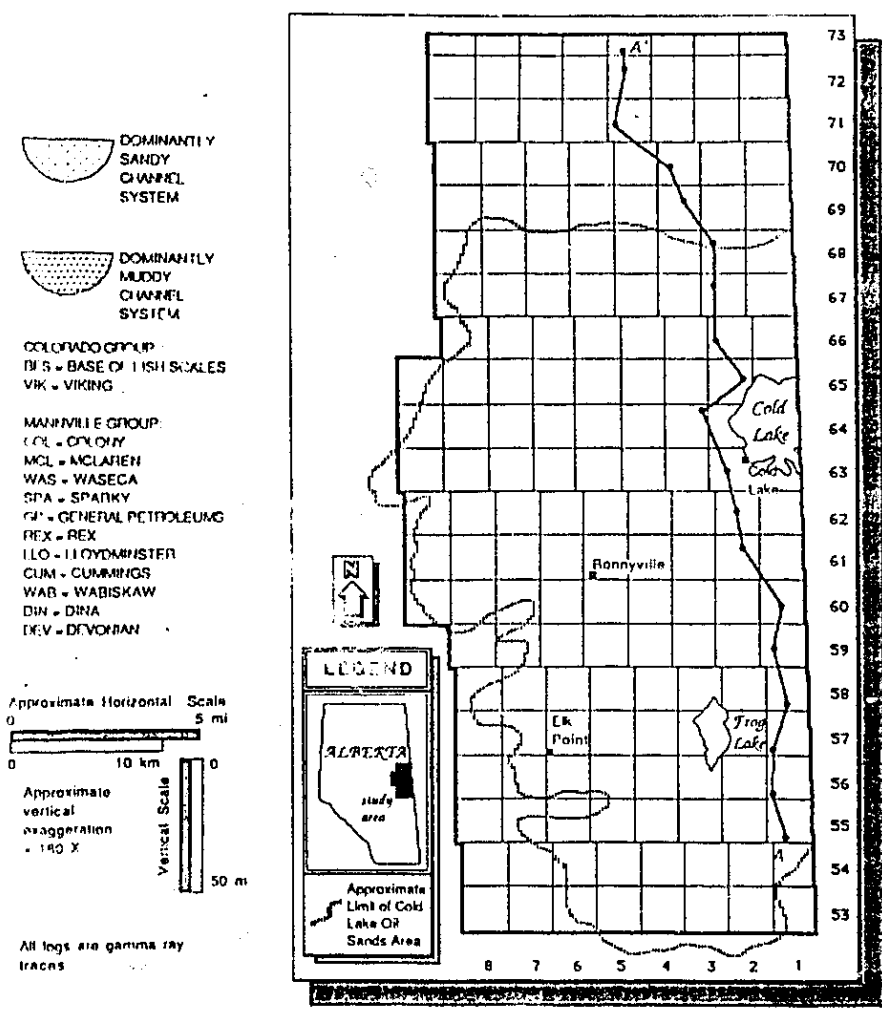 DOMINANTLY
SANDY
CHANNEL
SYSTEM
DOMINANTLY
MUDDY
CHANNEL
SYSTEM
COLORADO GROUP:
BFS = BASE OF FISH SCALES
VIK = VIKING
MANNVILLE GROUP:
COL = COLONY
MCL = MCLAREN
WAS = WASECA
SPA = SPARKY
GP = GENERAL PETROLEUMS
REX = REX
LLO = LLOYDMINSTER
CUM = CUMMINGS
WAB = WABISKAW
DIN = DINA
DEV = DEVONIAN
Approximate Horizontal Scale
0 5 mi
0 10 km
Approximate
vertical
exaggeration
= 180 X
Vertical Scale
0
50 m
All logs are gamma ray
traces
N
LEGEND
ALBERTA
study
area
Approximate
Limit of Cold
Lake Oil
Sands Area
A'
Cold
Lake
Cold
Lake
Bonnyville
Elk
Point
Frog
Lake
A
73
72
71
70
69
68
67
66
65
64
63
62
61
60
59
58
57
56
55
54
53
8 7 6 5 4 3 2 1